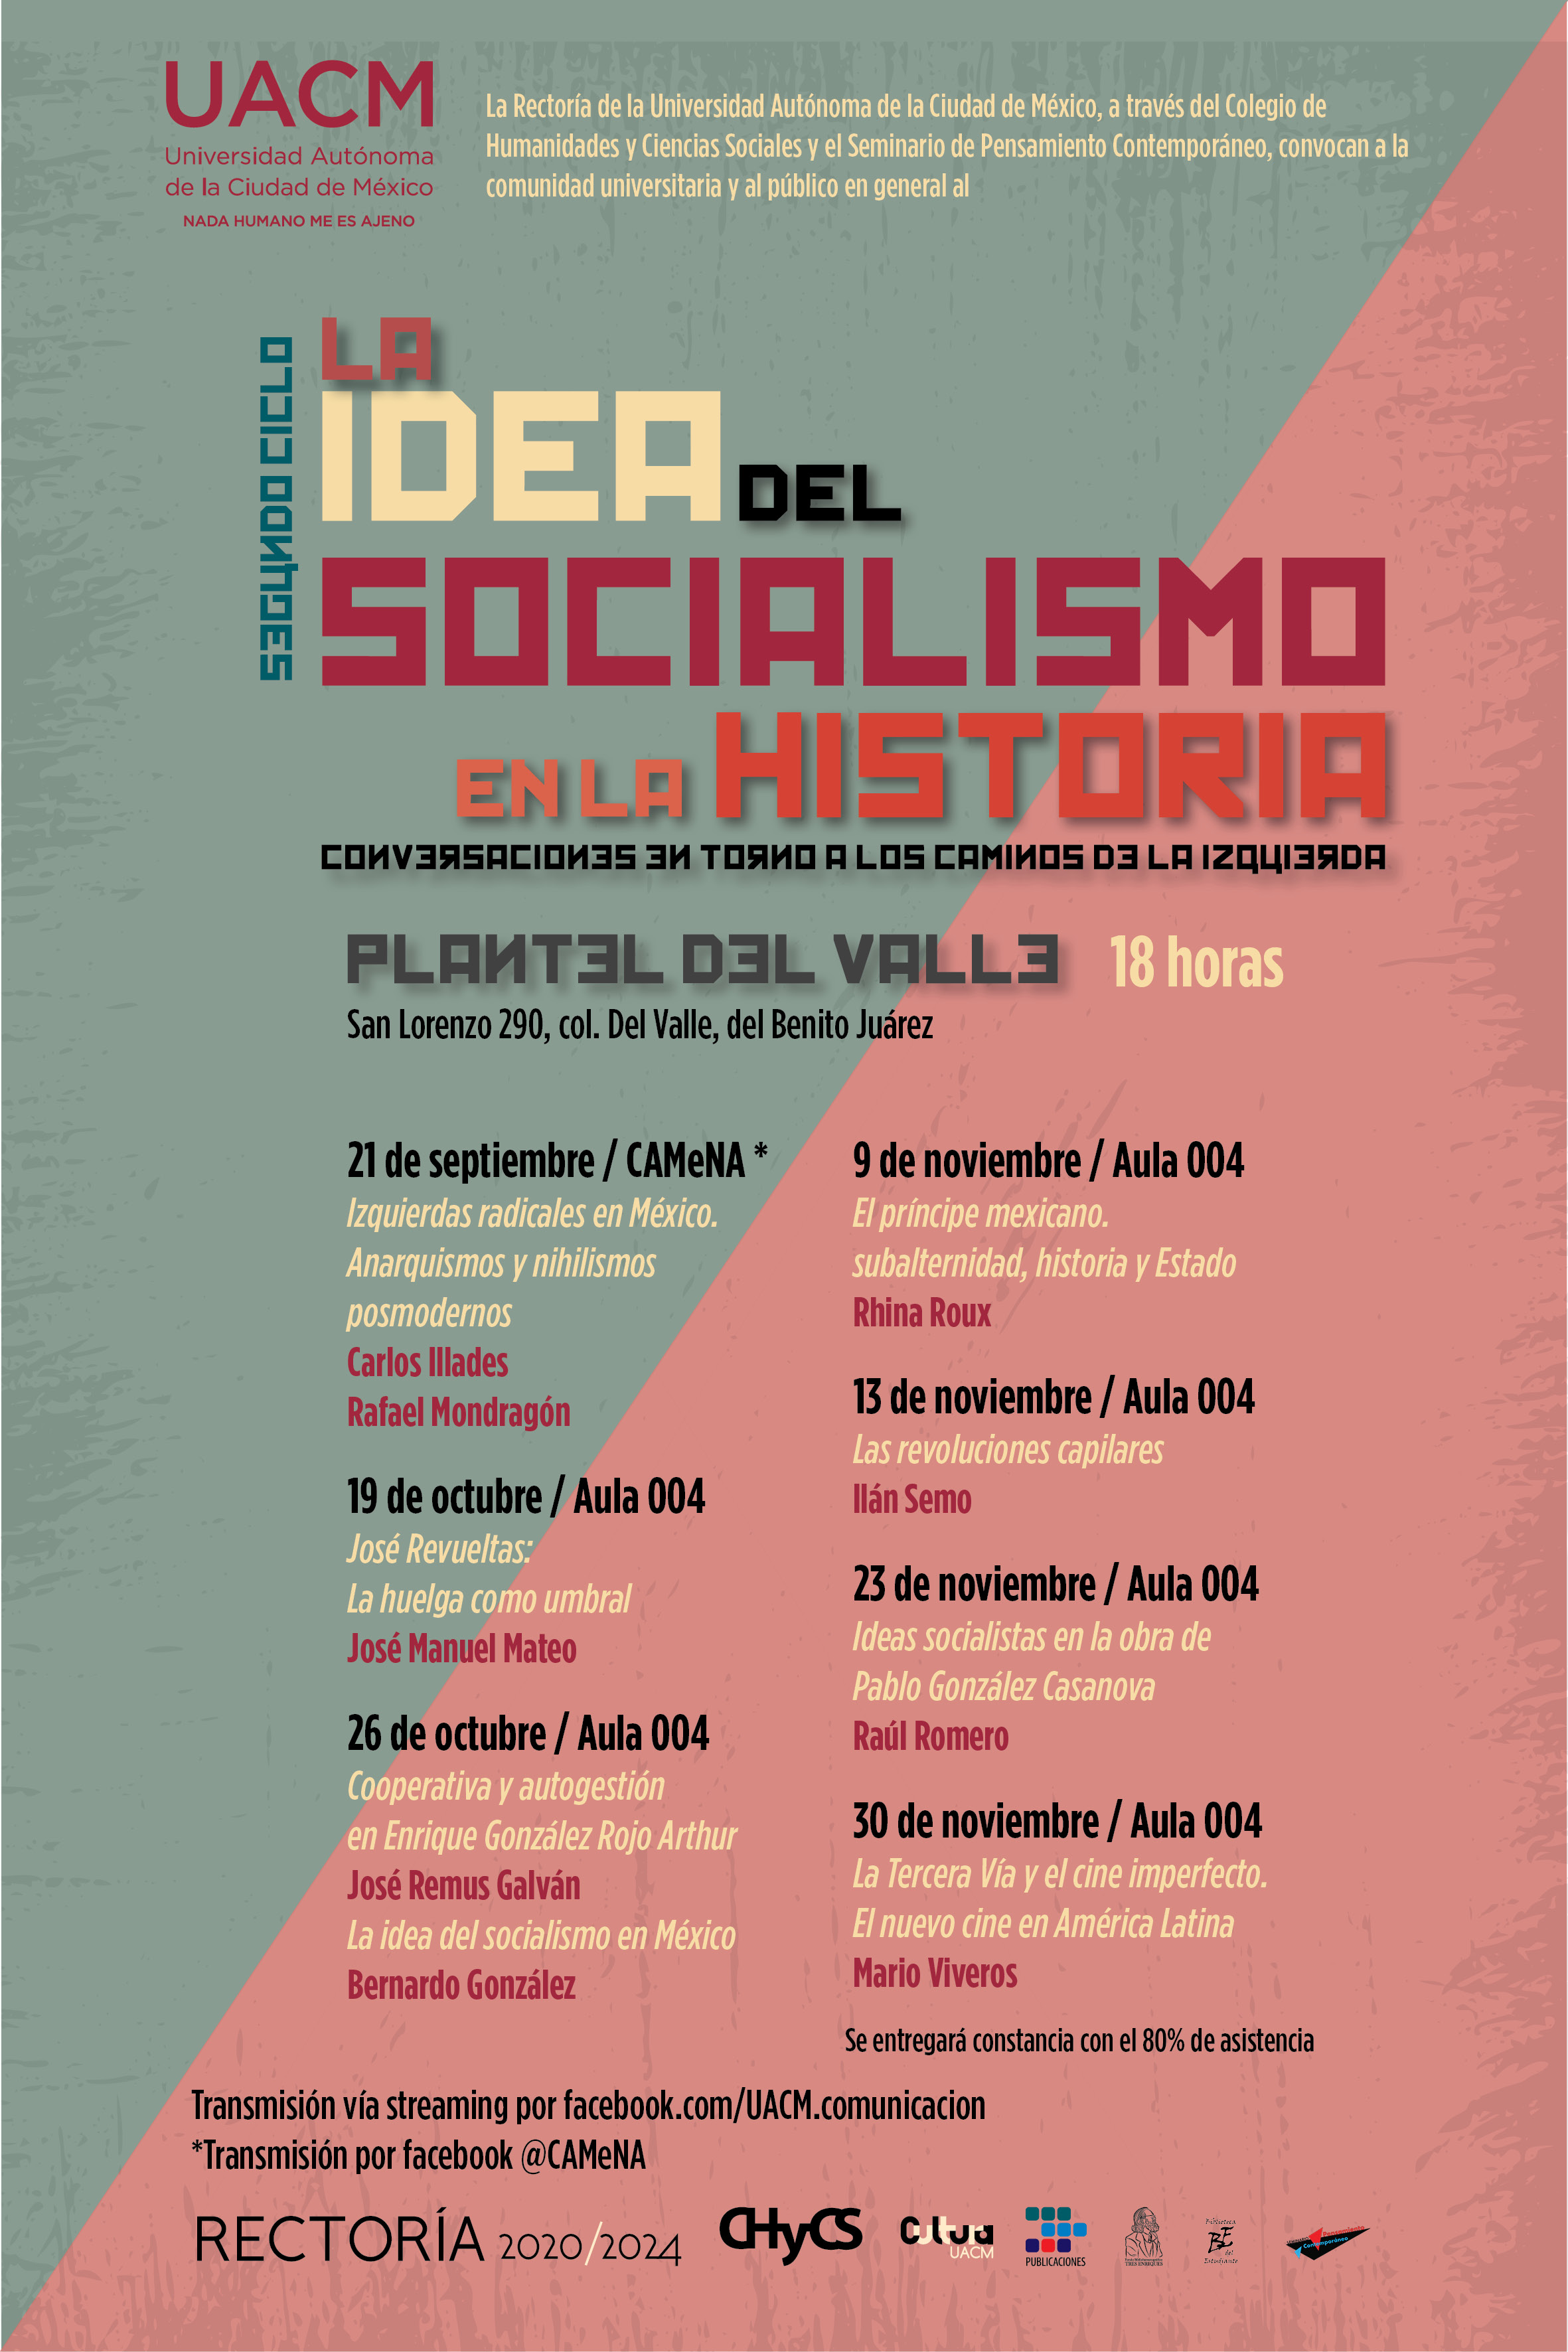 UACM
Universidad Autónoma
de la Ciudad de México
NADA HUMANO ME ES AJENO
La Rectoría de la Universidad Autónoma de la Ciudad de México, a través del Colegio de
Humanidades y Ciencias Sociales y el Seminario de Pensamiento Contemporáneo, convocan a la
comunidad universitaria y al público en general al
SEGUNDO CICLO
LA
IDEA DEL
SOCIALISMO
EN LA HISTORIA
CONVERSACIONES EN TORNO A LOS CAMINOS DE LA IZQUIERDA
PLANTEL DEL VALLE 18 horas
San Lorenzo 290, col. Del Valle, del Benito Juárez
21 de septiembre / CAMeNA *
Izquierdas radicales en México.
Anarquismos y nihilismos
posmodernos
Carlos Illades
Rafael Mondragón
19 de octubre / Aula 004
José Revueltas:
La huelga como umbral
José Manuel Mateo
26 de octubre / Aula 004
Cooperativa y autogestión
en Enrique González Rojo Arthur
José Remus Galván
La idea del socialismo en México
Bernardo González
9 de noviembre / Aula 004
El príncipe mexicano.
subalternidad, historia y Estado
Rhina Roux
13 de noviembre / Aula 004
Las revoluciones capilares
Ilán Semo
23 de noviembre / Aula 004
Ideas socialistas en la obra de
Pablo González Casanova
Raúl Romero
30 de noviembre / Aula 004
La Tercera Vía y el cine imperfecto.
El nuevo cine en América Latina
Mario Viveros
Se entregará constancia con el 80% de asistencia
Transmisión vía streaming por facebook.com/UACM.comunicacion
*Transmisión por facebook @CAMeNA
RECTORÍA 2020/2024
CHyCS
Cultura
UACM
PUBLICACIONES
TRES ENRIQUES
Biblioteca
BE
del
Estudiante
Pensamiento
Contemporáneo